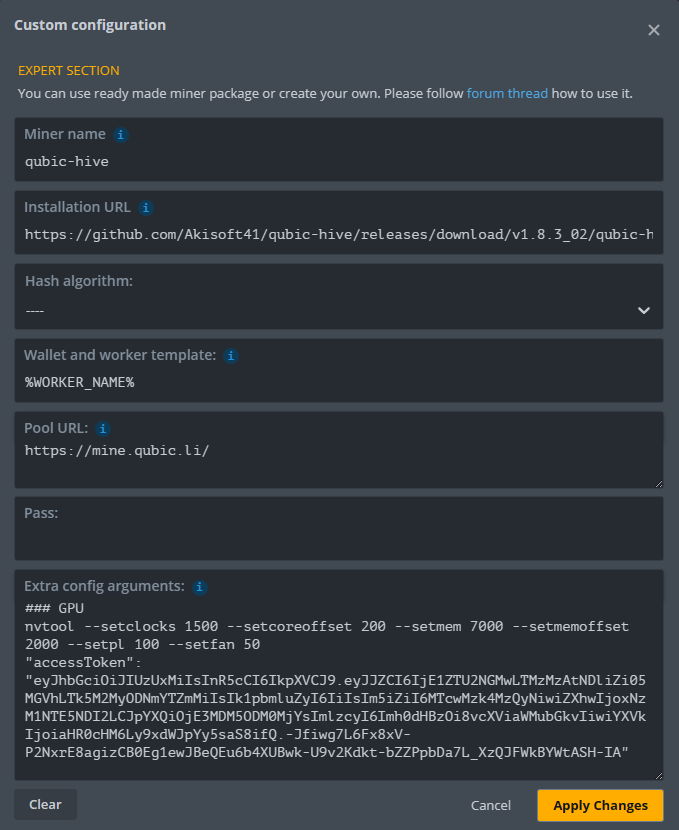 Custom configuration
EXPERT SECTION
You can use ready made miner package or create your own. Please follow forum thread how to use it.
Miner name
qubic-hive
Installation URL
https://github.com/Akisoft41/qubic-hive/releases/download/v1.8.3_02/qubic-h
Hash algorithm:
----
Wallet and worker template:
%WORKER_NAME%
Pool URL:
https://mine.qubic.li/
Pass:
Extra config arguments:
### GPU
nvtool --setclocks 1500 --setcoreoffset 200 --setmem 7000 --setmemoffset
2000 --setpl 100 --setfan 50
"accessToken":
"eyJhbGciOiJIUzUxMiIsInR5cCI6IkpXVCJ9.eyJJZCI6IjE1ZTU2NGMwLTMzMzAtNDliZi05
MGVhLTk5M2MyODNmYTZmMiIsIk1pbmluZyI6IiIsIm5iZiI6MTcwMzk4MzQyNiwiZXhwIjoxNz
M1NTE5NDI2LCJpYXQiOjE3MDM5ODM0MjYsImlzcyI6Imh0dHBzOi8vcXViaWMubGkvIiwiYXVk
IjoiaHR0cHM6Ly9xdWJpYy5saS8ifQ.-Jfiwg7L6Fx8xV-
P2NxrE8agizCB0Eg1ewJBeQEu6b4XUBwk-U9v2Kdkt-bZZPpbDa7L_XzQJFWkBYWtASH-IA"
Clear
Cancel
Apply Changes